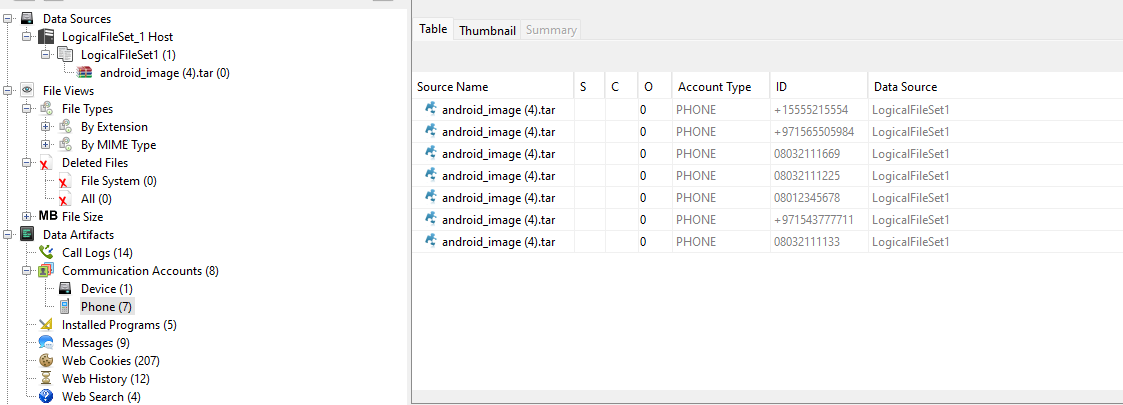 Data Sources
LogicalFileSet_1 Host
LogicalFileSet1 (1)
android_image (4).tar (0)
File Views
File Types
By Extension
By MIME Type
Deleted Files
File System (0)
All (0)
MB File Size
Data Artifacts
Call Logs (14)
Communication Accounts (8)
Device (1)
Phone (7)
Installed Programs (5)
Messages (9)
Web Cookies (207)
Web History (12)
Web Search (4)
Table Thumbnail Summary
Source Name S C O Account Type ID Data Source
android_image (4).tar 0 PHONE +15555215554 LogicalFileSet1
android_image (4).tar 0 PHONE +971565505984 LogicalFileSet1
android_image (4).tar 0 PHONE 08032111669 LogicalFileSet1
android_image (4).tar 0 PHONE 08032111225 LogicalFileSet1
android_image (4).tar 0 PHONE 08012345678 LogicalFileSet1
android_image (4).tar 0 PHONE +971543777711 LogicalFileSet1
android_image (4).tar 0 PHONE 08032111133 LogicalFileSet1